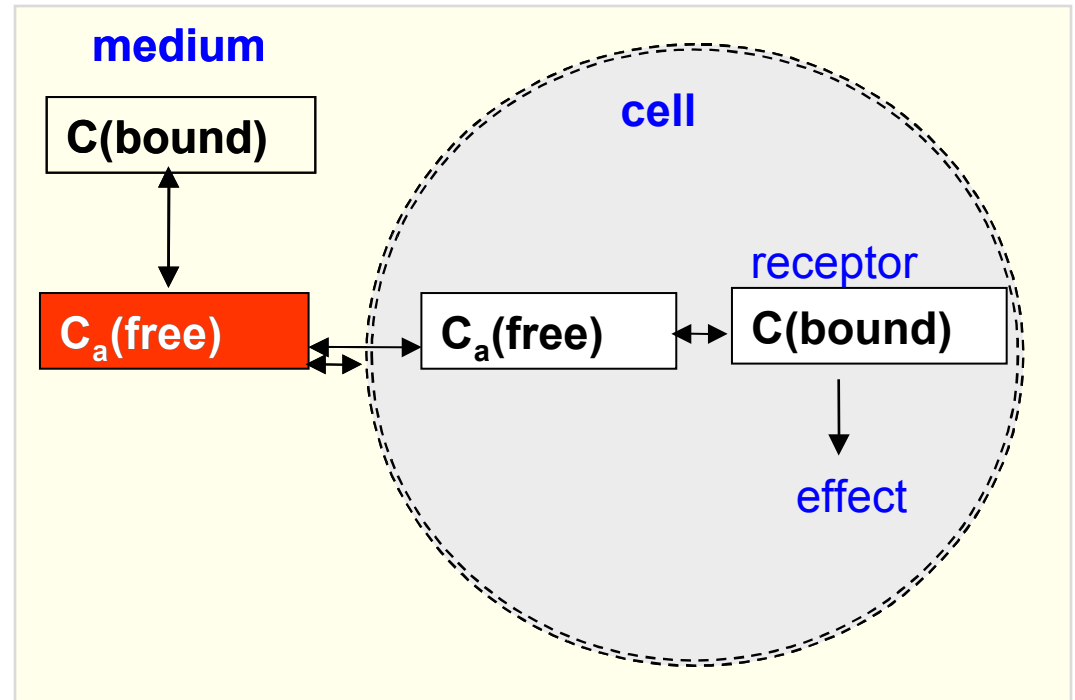 medium
cell
C(bound)
receptor
Cₐ(free)
Cₐ(free)
C(bound)
effect